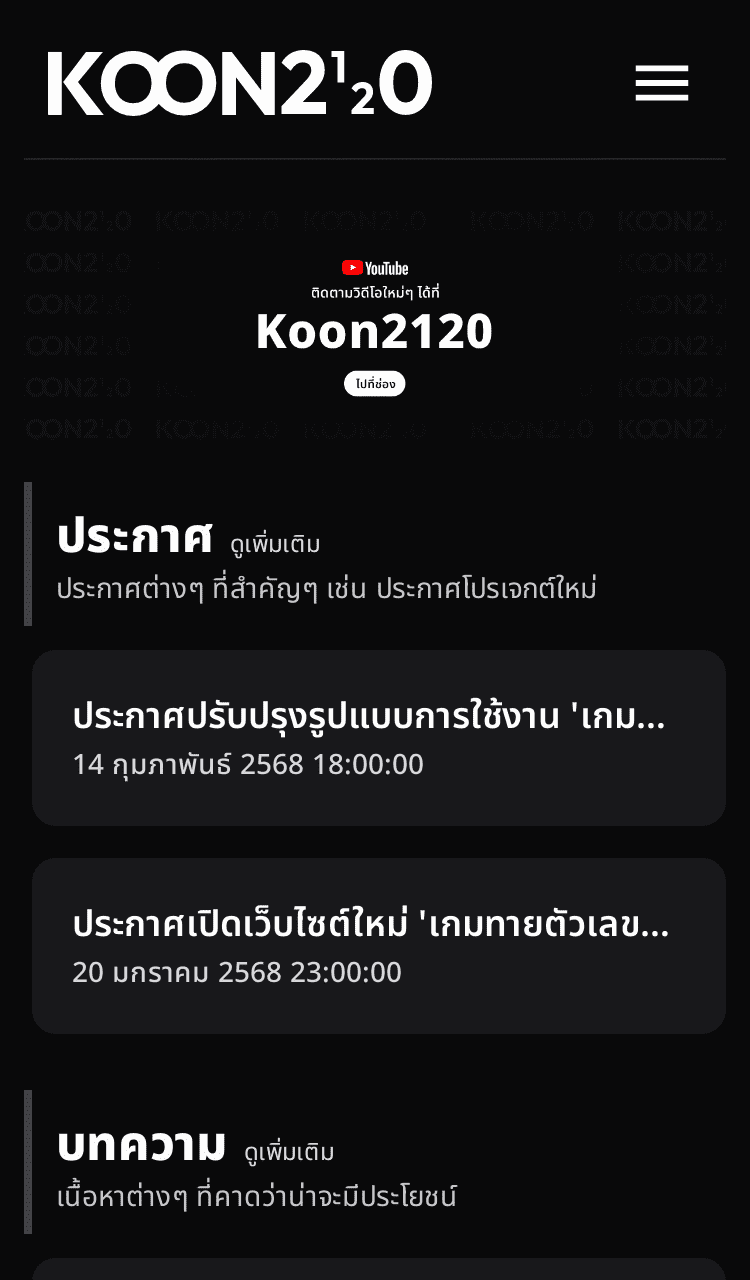 KOON2120
YouTube
ติดตามวิดีโอใหม่ๆ ได้ที่
Koon2120
ไปที่ช่อง
ประกาศ ดูเพิ่มเติม
ประกาศต่างๆ ที่สำคัญๆ เช่น ประกาศโปรเจกต์ใหม่
ประกาศปรับปรุงรูปแบบการใช้งาน 'เกม...
14 กุมภาพันธ์ 2568 18:00:00
ประกาศเปิดเว็บไซต์ใหม่ 'เกมทายตัวเลข...
20 มกราคม 2568 23:00:00
บทความ ดูเพิ่มเติม
เนื้อหาต่างๆ ที่คาดว่าน่าจะมีประโยชน์